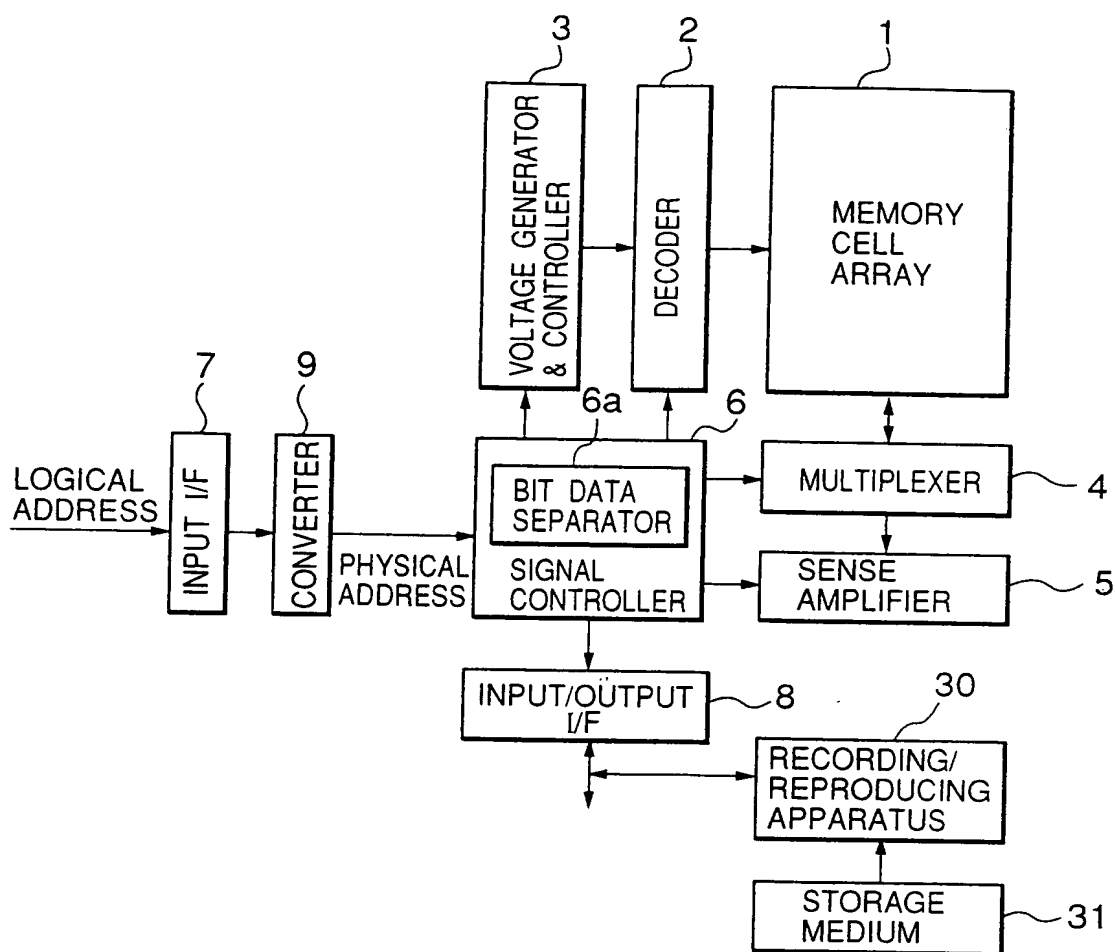 3
2
1
VOLTAGE GENERATOR
& CONTROLLER
DECODER
MEMORY
CELL
ARRAY
7
9
6a
6
LOGICAL
ADDRESS
INPUT I/F
CONVERTER
PHYSICAL
ADDRESS
BIT DATA
SEPARATOR
SIGNAL
CONTROLLER
MULTIPLEXER
4
SENSE
AMPLIFIER
5
INPUT/OUTPUT
I/F
8
30
RECORDING/
REPRODUCING
APPARATUS
STORAGE
MEDIUM
31